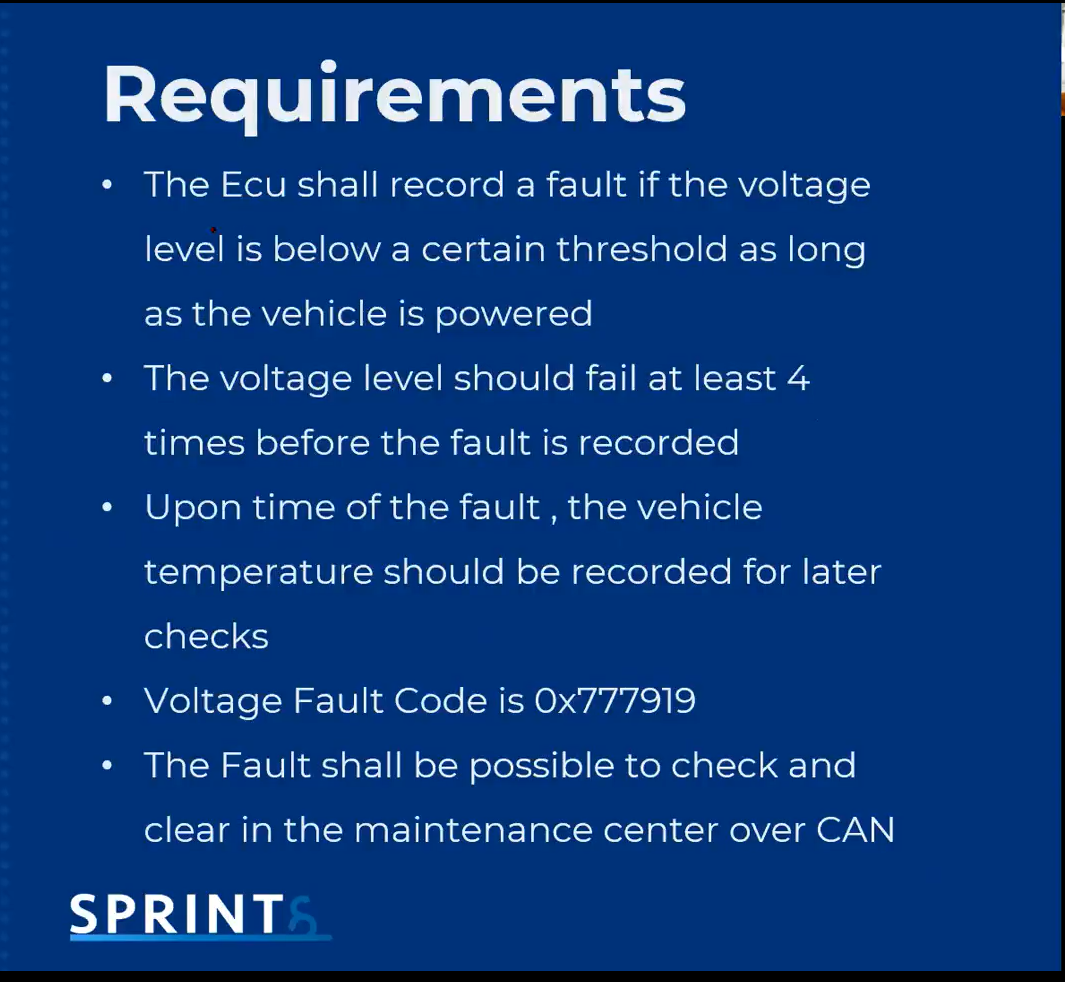 Requirements
• The Ecu shall record a fault if the voltage
level is below a certain threshold as long
as the vehicle is powered
• The voltage level should fail at least 4
times before the fault is recorded
• Upon time of the fault , the vehicle
temperature should be recorded for later
checks
• Voltage Fault Code is 0x777919
• The Fault shall be possible to check and
clear in the maintenance center over CAN
SPRINTS